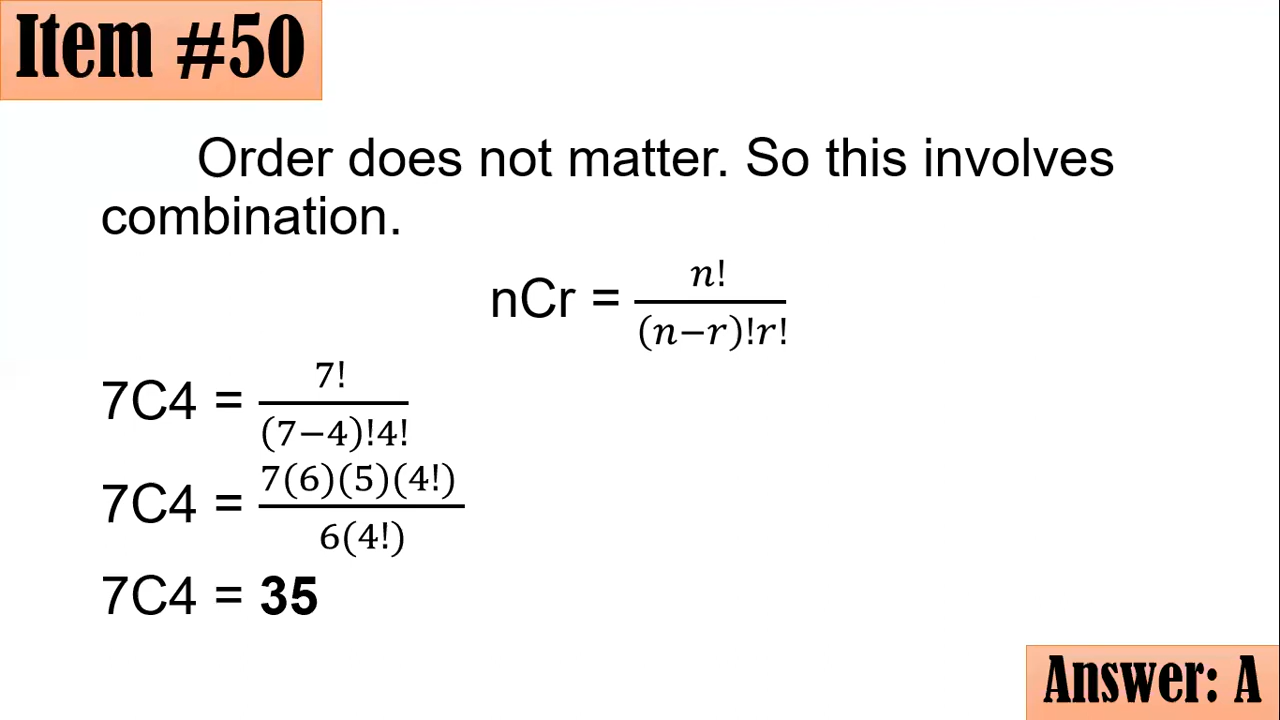 Item #50
Order does not matter. So this involves
combination.
nCr = n!/(n−r)!r!
7C4 = 7!/(7−4)!4!
7C4 = 7(6)(5)(4!)/6(4!)
7C4 = 35
Answer: A